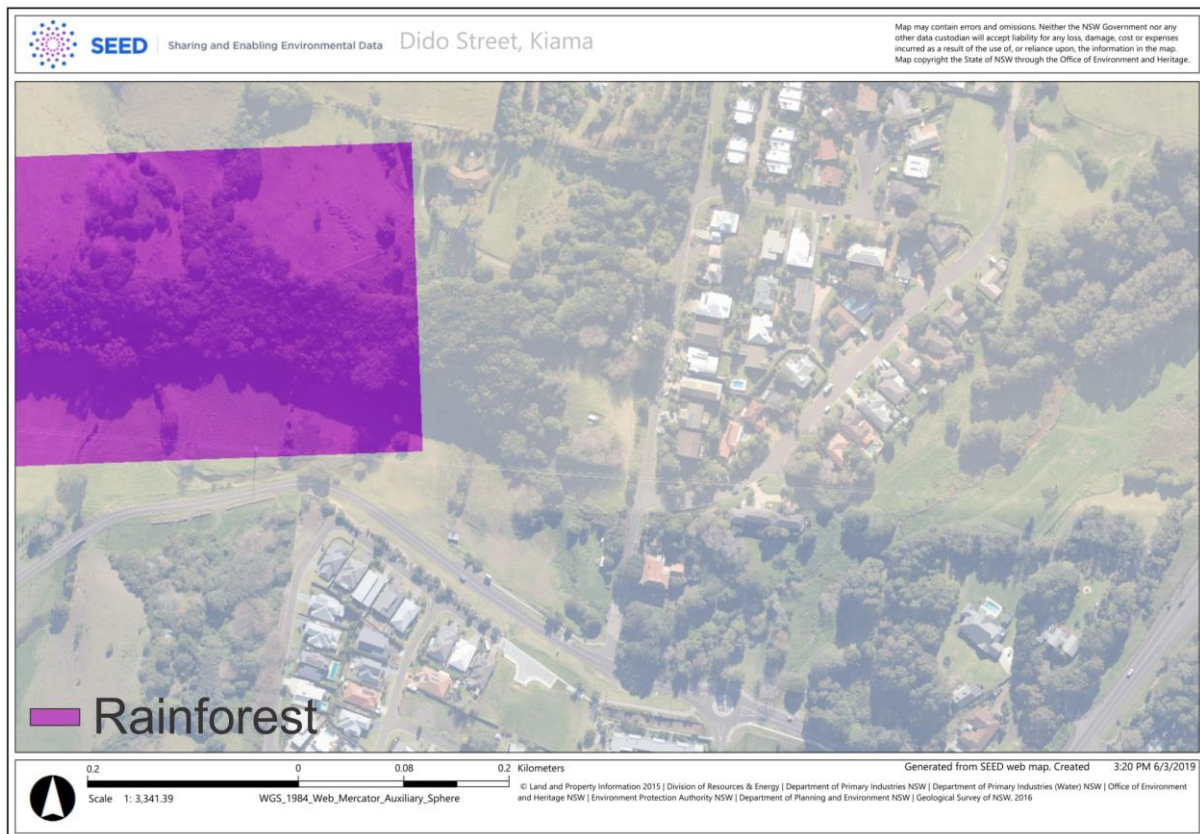 SEED
Sharing and Enabling Environmental Data
Dido Street, Kiama
Map may contain errors and omissions. Neither the NSW Government nor any
other data custodian will accept liability for any loss, damage, cost or expenses
incurred as a result of the use of, or reliance upon, the information in the map.
Map copyright the State of NSW through the Office of Environment and Heritage.
Rainforest
0.2 0 0.08 0.2 Kilometers
Scale 1: 3,341.39
WGS_1984_Web_Mercator_Auxiliary_Sphere
Generated from SEED web map. Created 3:20 PM 6/3/2019
© Land and Property Information 2015 | Division of Resources & Energy | Department of Primary Industries NSW | Department of Primary Industries (Water) NSW | Office of Environment
and Heritage NSW | Environment Protection Authority NSW | Department of Planning and Environment NSW | Geological Survey of NSW, 2016